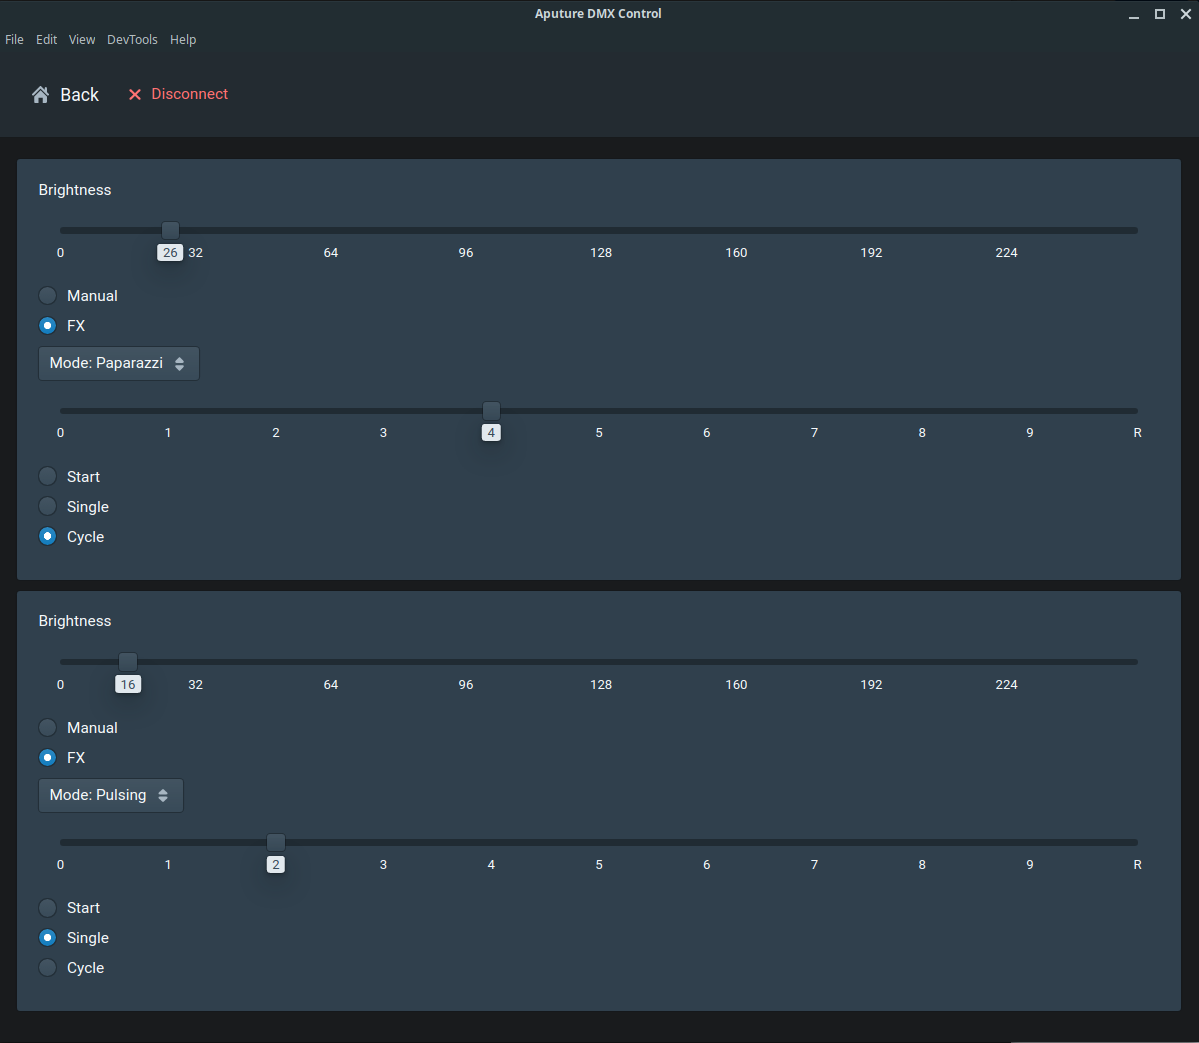 Aputure DMX Control
File Edit View DevTools Help
Back Disconnect
Brightness
0 26 32 64 96 128 160 192 224
Manual
FX
Mode: Paparazzi
0 1 2 3 4 5 6 7 8 9 R
Start
Single
Cycle
Brightness
0 16 32 64 96 128 160 192 224
Manual
FX
Mode: Pulsing
0 1 2 3 4 5 6 7 8 9 R
Start
Single
Cycle